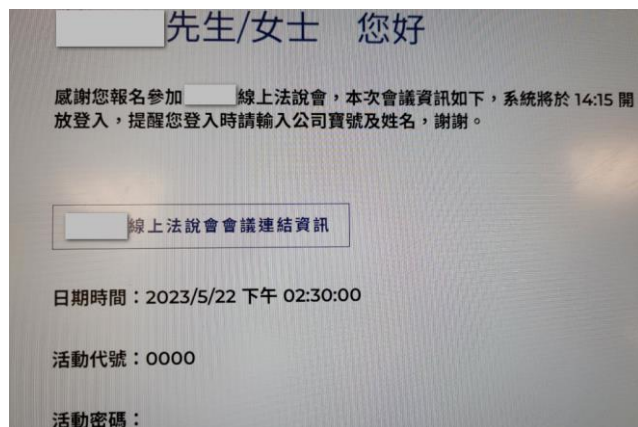 先生/女士 您好
感謝您報名參加 線上法說會，本次會議資訊如下，系統將於 14:15 開
放登入，提醒您登入時請輸入公司寶號及姓名，謝謝。
線上法說會會議連結資訊
日期時間：2023/5/22 下午 02:30:00
活動代號：0000
活動密碼：